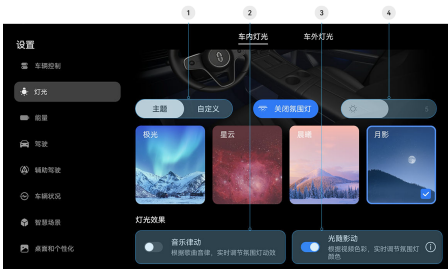 1 2 3 4
设置
车内灯光 车外灯光
车辆控制
灯光
主题 自定义 关闭氛围灯
能量
极光 星云 晨曦 月影
驾驶
辅助驾驶
车辆状况
灯光效果
智慧场景
音乐律动
根据歌曲音律，实时调节氛围灯动效
光随影动
根据视频色彩，实时调节氛围灯
颜色
桌面和个性化